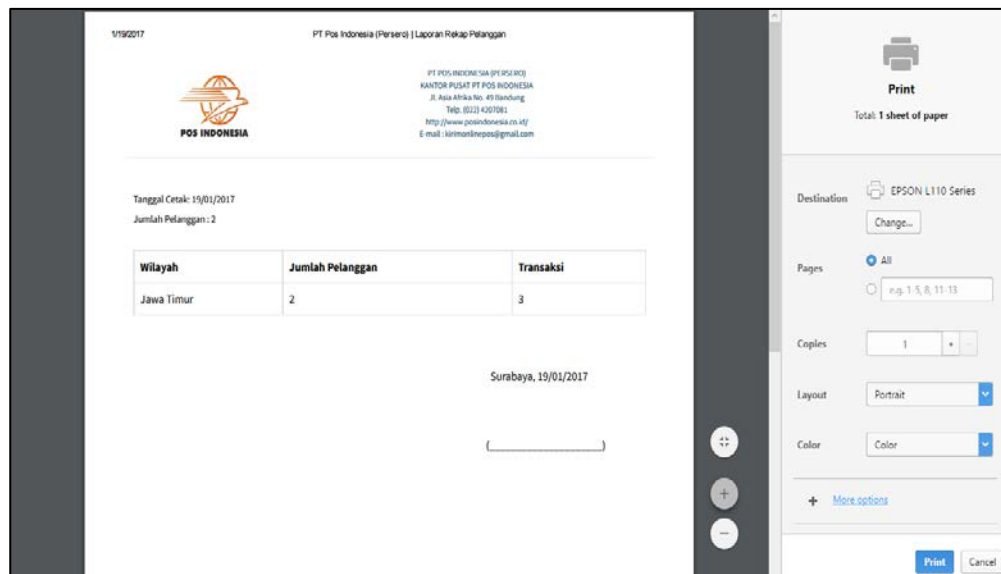 1/19/2017 PT Pos Indonesia (Persero) | Laporan Rekap Pelanggan
POS INDONESIA
PT POS INDONESIA (PERSERO)
KANTOR PUSAT PT POS INDONESIA
Jl. Asia Afrika No. 49 Bandung
Telp. (022) 4207081
http://www.posindonesia.co.id/
E-mail : kirimonlinepos@gmail.com
Tanggal Cetak: 19/01/2017
Jumlah Pelanggan : 2
Wilayah Jumlah Pelanggan Transaksi
Jawa Timur 2 3
Surabaya, 19/01/2017
(____________________)
Print
Total: 1 sheet of paper
Destination EPSON L110 Series
Change...
Pages All
e.g. 1-5, 8, 11-13
Copies 1 + -
Layout Portrait
Color Color
+ More options
Print Cancel